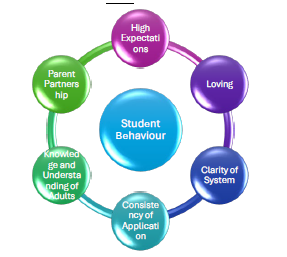 High
Expectati
ons
Loving
Clarity of
System
Consiste
ncy of
Applicati
on
Knowled
ge and
Understa
nding of
Adults
Parent
Partners
hip
Student
Behaviour